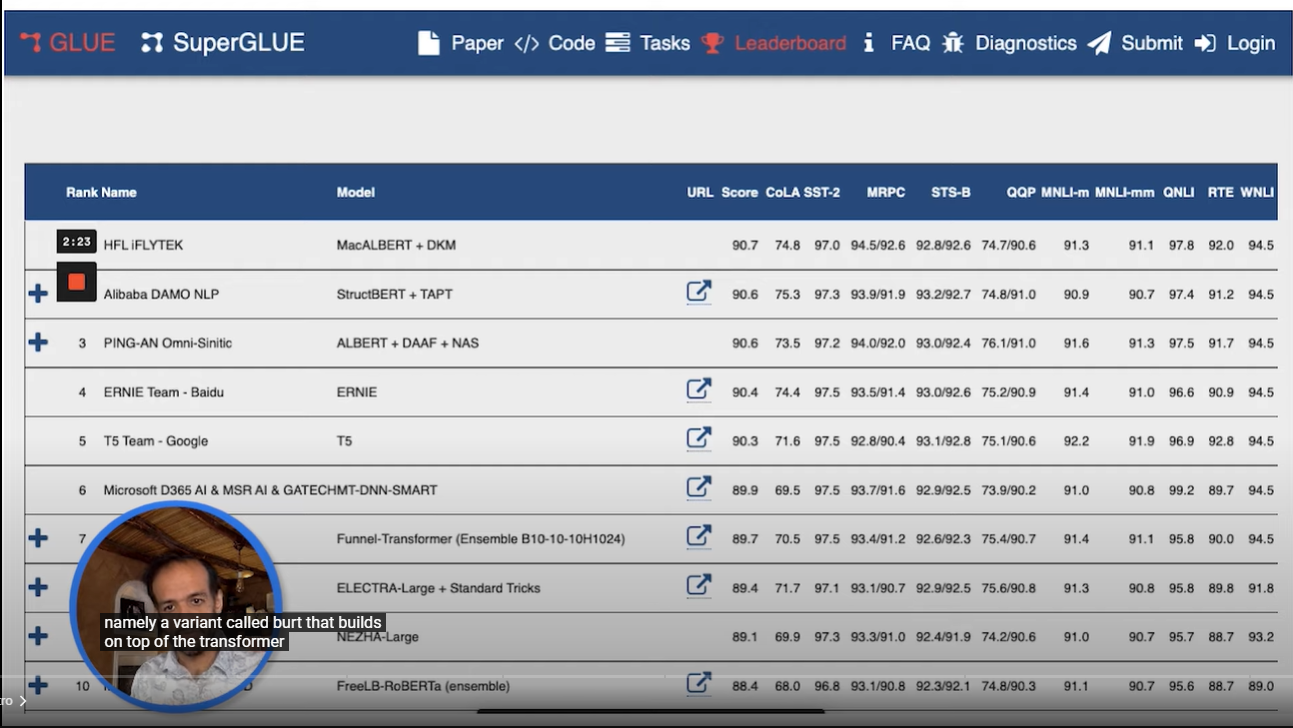 GLUE SuperGLUE Paper </> Code Tasks Leaderboard i FAQ Diagnostics Submit Login
Rank Name Model URL Score CoLA SST-2 MRPC STS-B QQP MNLI-m MNLI-mm QNLI RTE WNLI
2:23 HFL iFLYTEK MacALBERT + DKM 90.7 74.8 97.0 94.5/92.6 92.8/92.6 74.7/90.6 91.3 91.1 97.8 92.0 94.5
Alibaba DAMO NLP StructBERT + TAPT 90.6 75.3 97.3 93.9/91.9 93.2/92.7 74.8/91.0 90.9 90.7 97.4 91.2 94.5
3 PING-AN Omni-Sinitic ALBERT + DAAF + NAS 90.6 73.5 97.2 94.0/92.0 93.0/92.4 76.1/91.0 91.6 91.3 97.5 91.7 94.5
4 ERNIE Team - Baidu ERNIE 90.4 74.4 97.5 93.5/91.4 93.0/92.6 75.2/90.9 91.4 91.0 96.6 90.9 94.5
5 T5 Team - Google T5 90.3 71.6 97.5 92.8/90.4 93.1/92.8 75.1/90.6 92.2 91.9 96.9 92.8 94.5
6 Microsoft D365 AI & MSR AI & GATECHMT-DNN-SMART 89.9 69.5 97.5 93.7/91.6 92.9/92.5 73.9/90.2 91.0 90.8 99.2 89.7 94.5
7 Funnel-Transformer (Ensemble B10-10-10H1024) 89.7 70.5 97.5 93.4/91.2 92.6/92.3 75.4/90.7 91.4 91.1 95.8 90.0 94.5
ELECTRA-Large + Standard Tricks 89.4 71.7 97.1 93.1/90.7 92.9/92.5 75.6/90.8 91.3 90.8 95.8 89.8 91.8
namely a variant called burt that builds
on top of the transformer
NEZHA-Large 89.1 69.9 97.3 93.3/91.0 92.4/91.9 74.2/90.6 91.0 90.7 95.7 88.7 93.2
10 D FreeLB-RoBERTa (ensemble) 88.4 68.0 96.8 93.1/90.8 92.3/92.1 74.8/90.3 91.1 90.7 95.6 88.7 89.0
ro >